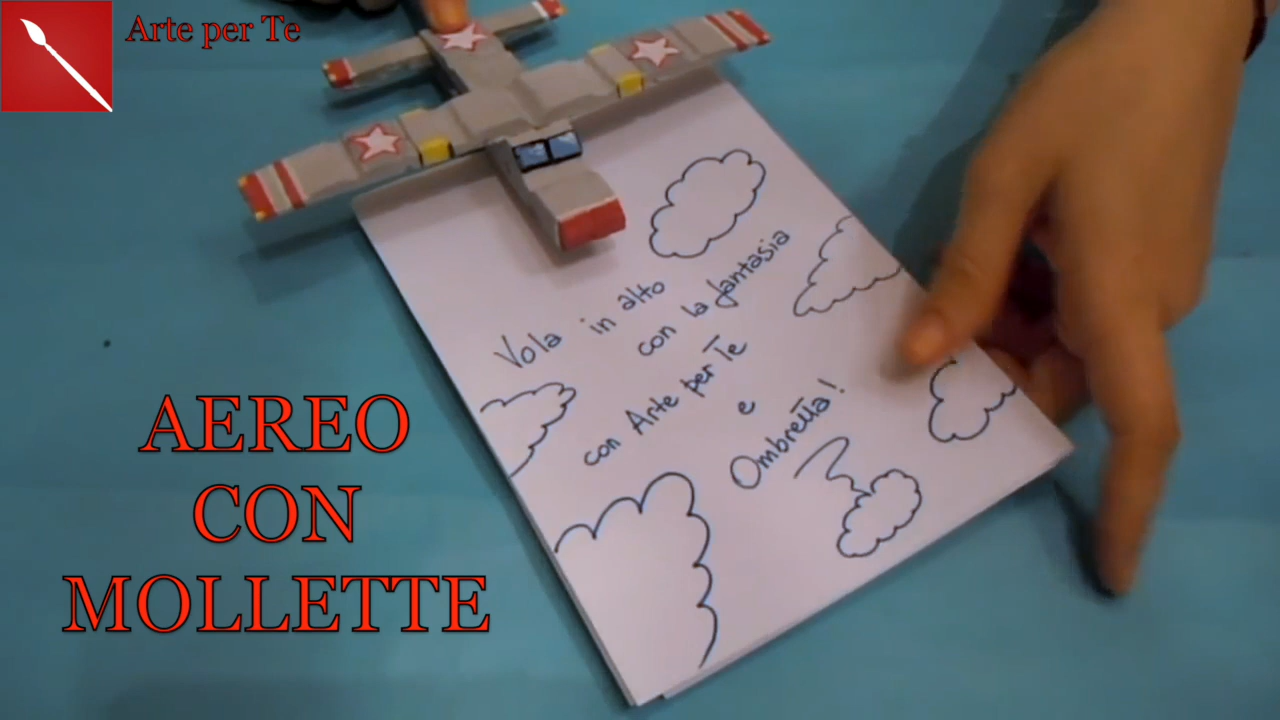 Arte per Te
Vola in alto
con la fantasia
con Arte per Te
e
Ombretta!
AEREO
CON
MOLLETTE